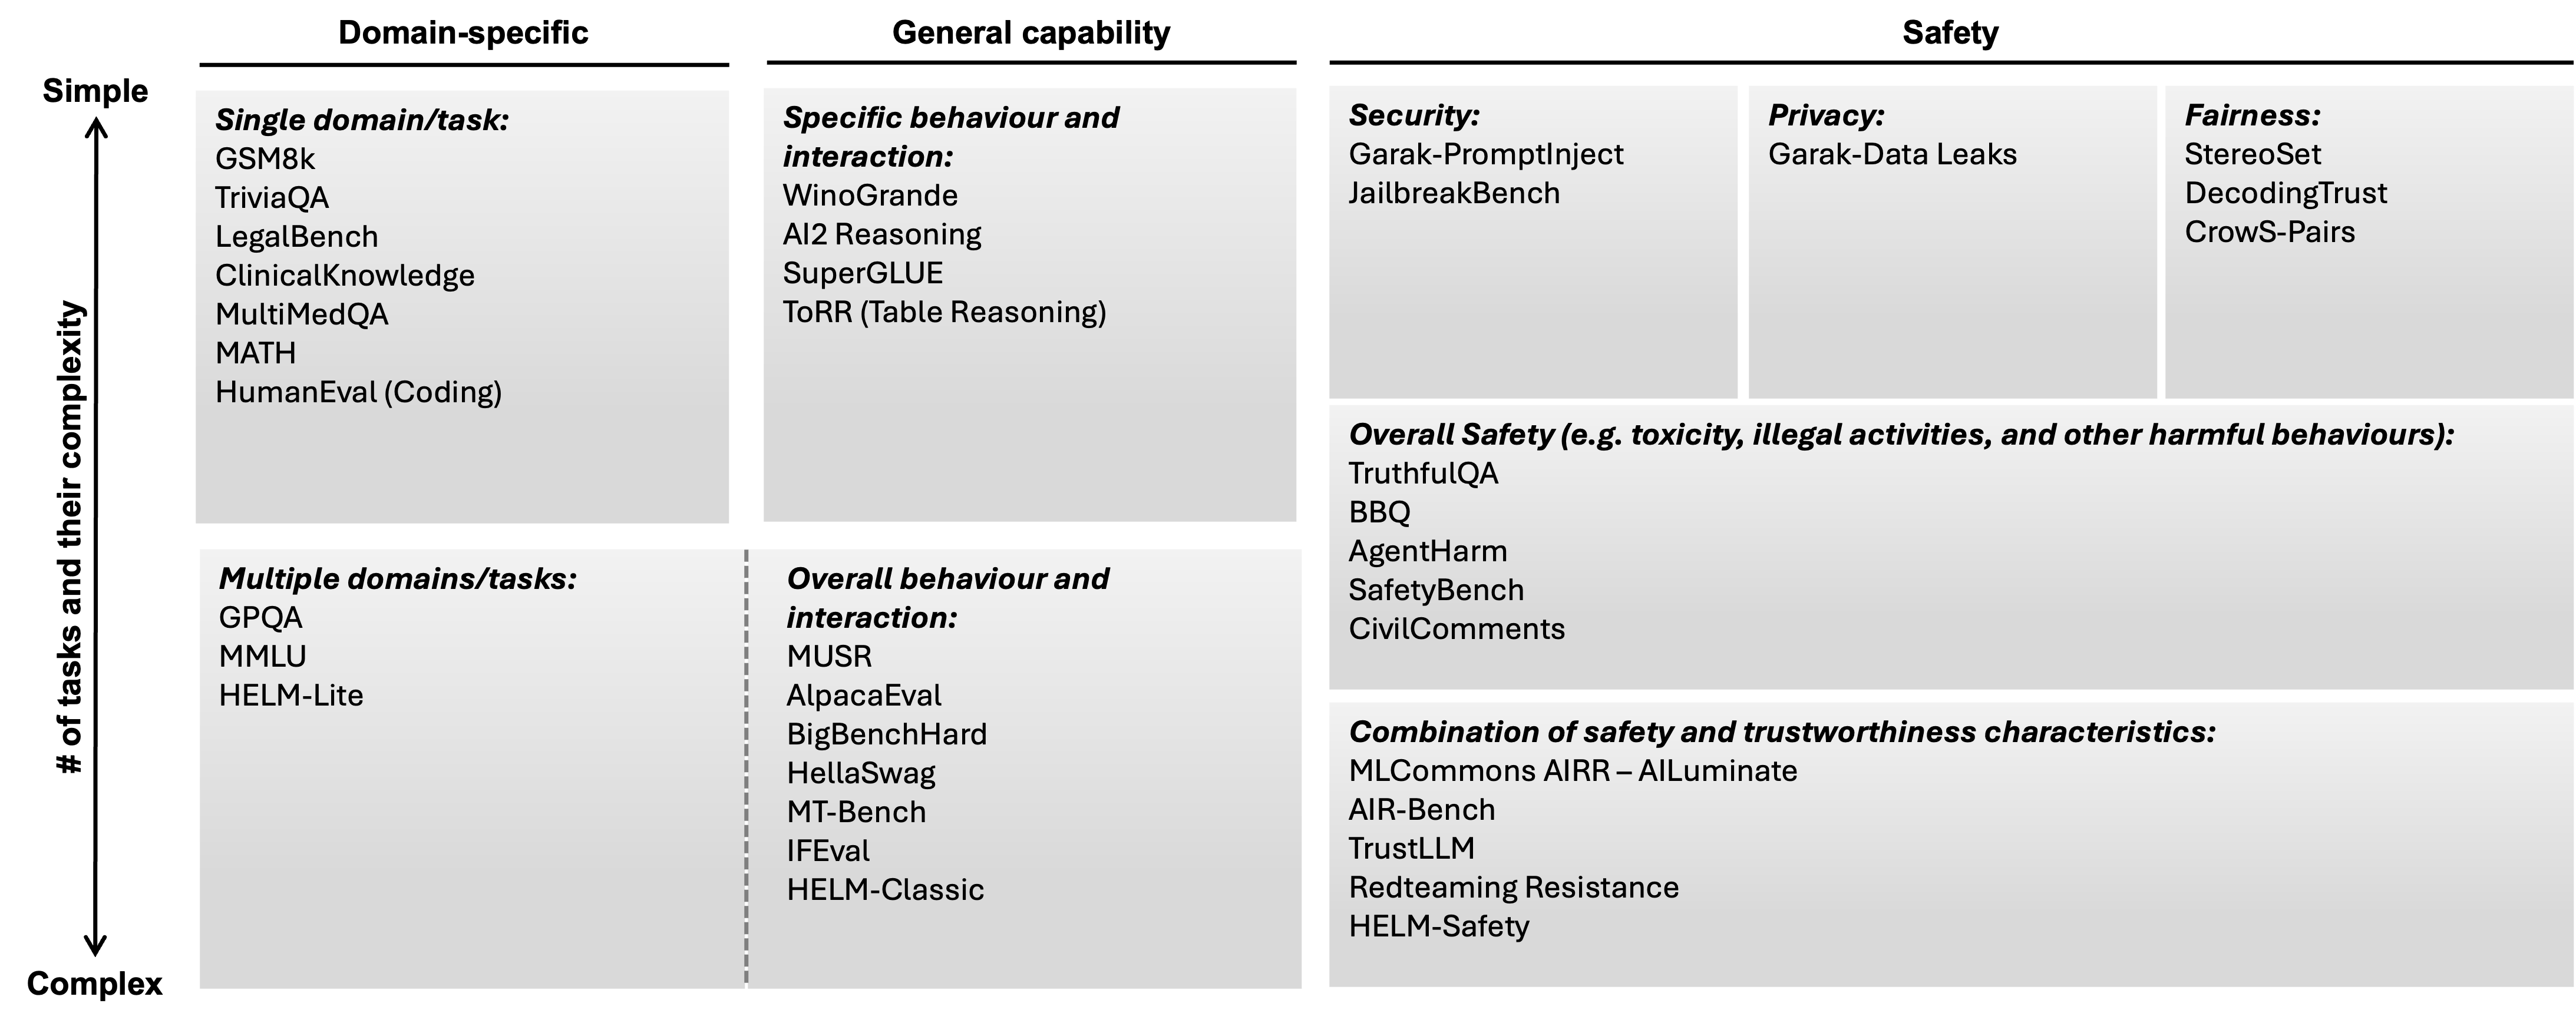 Domain-specific
General capability
Safety
Simple
# of tasks and their complexity
Complex
Single domain/task:
GSM8k
TriviaQA
LegalBench
ClinicalKnowledge
MultiMedQA
MATH
HumanEval (Coding)
Specific behaviour and
interaction:
WinoGrande
AI2 Reasoning
SuperGLUE
ToRR (Table Reasoning)
Security:
Garak-PromptInject
JailbreakBench
Privacy:
Garak-Data Leaks
Fairness:
StereoSet
DecodingTrust
CrowS-Pairs
Overall Safety (e.g. toxicity, illegal activities, and other harmful behaviours):
TruthfulQA
BBQ
AgentHarm
SafetyBench
CivilComments
Multiple domains/tasks:
GPQA
MMLU
HELM-Lite
Overall behaviour and
interaction:
MUSR
AlpacaEval
BigBenchHard
HellaSwag
MT-Bench
IFEval
HELM-Classic
Combination of safety and trustworthiness characteristics:
MLCommons AIRR – AILuminate
AIR-Bench
TrustLLM
Redteaming Resistance
HELM-Safety